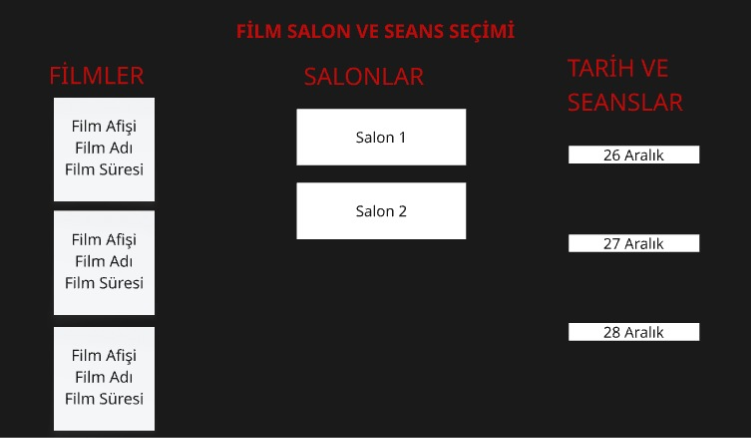 FİLM SALON VE SEANS SEÇİMİ
FİLMLER
Film Afişi
Film Adı
Film Süresi
Film Afişi
Film Adı
Film Süresi
Film Afişi
Film Adı
Film Süresi
SALONLAR
Salon 1
Salon 2
TARİH VE
SEANSLAR
26 Aralık
27 Aralık
28 Aralık